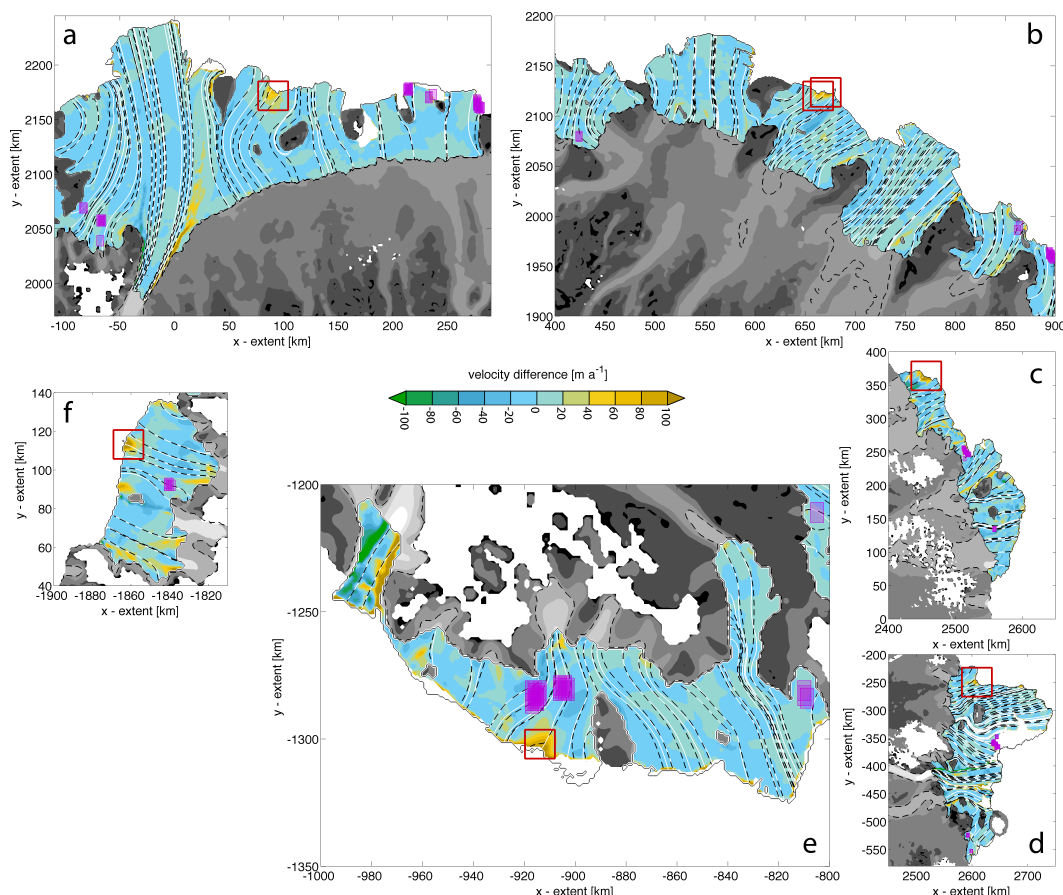 a
2200
2150
2100
2050
2000
y - extent [km]
-100 -50 0 50 100 150 200 250
x - extent [km]
b
2200
2150
2100
2050
2000
1950
1900
y - extent [km]
400 450 500 550 600 650 700 750 800 850 900
x - extent [km]
velocity difference [m a⁻¹]
-100 -80 -60 -40 -20 0 20 40 60 80 100
c
400
350
300
250
200
150
100
50
0
y - extent [km]
2400 2500 2600
x - extent [km]
f
140
120
100
80
60
40
y - extent [km]
-1900 -1880 -1860 -1840 -1820
x - extent [km]
e
-1200
-1250
-1300
-1350
y - extent [km]
-1000 -980 -960 -940 -920 -900 -880 -860 -840 -820 -800
x - extent [km]
d
-200
-250
-300
-350
-400
-450
-500
-550
y - extent [km]
2500 2600 2700
x - extent [km]